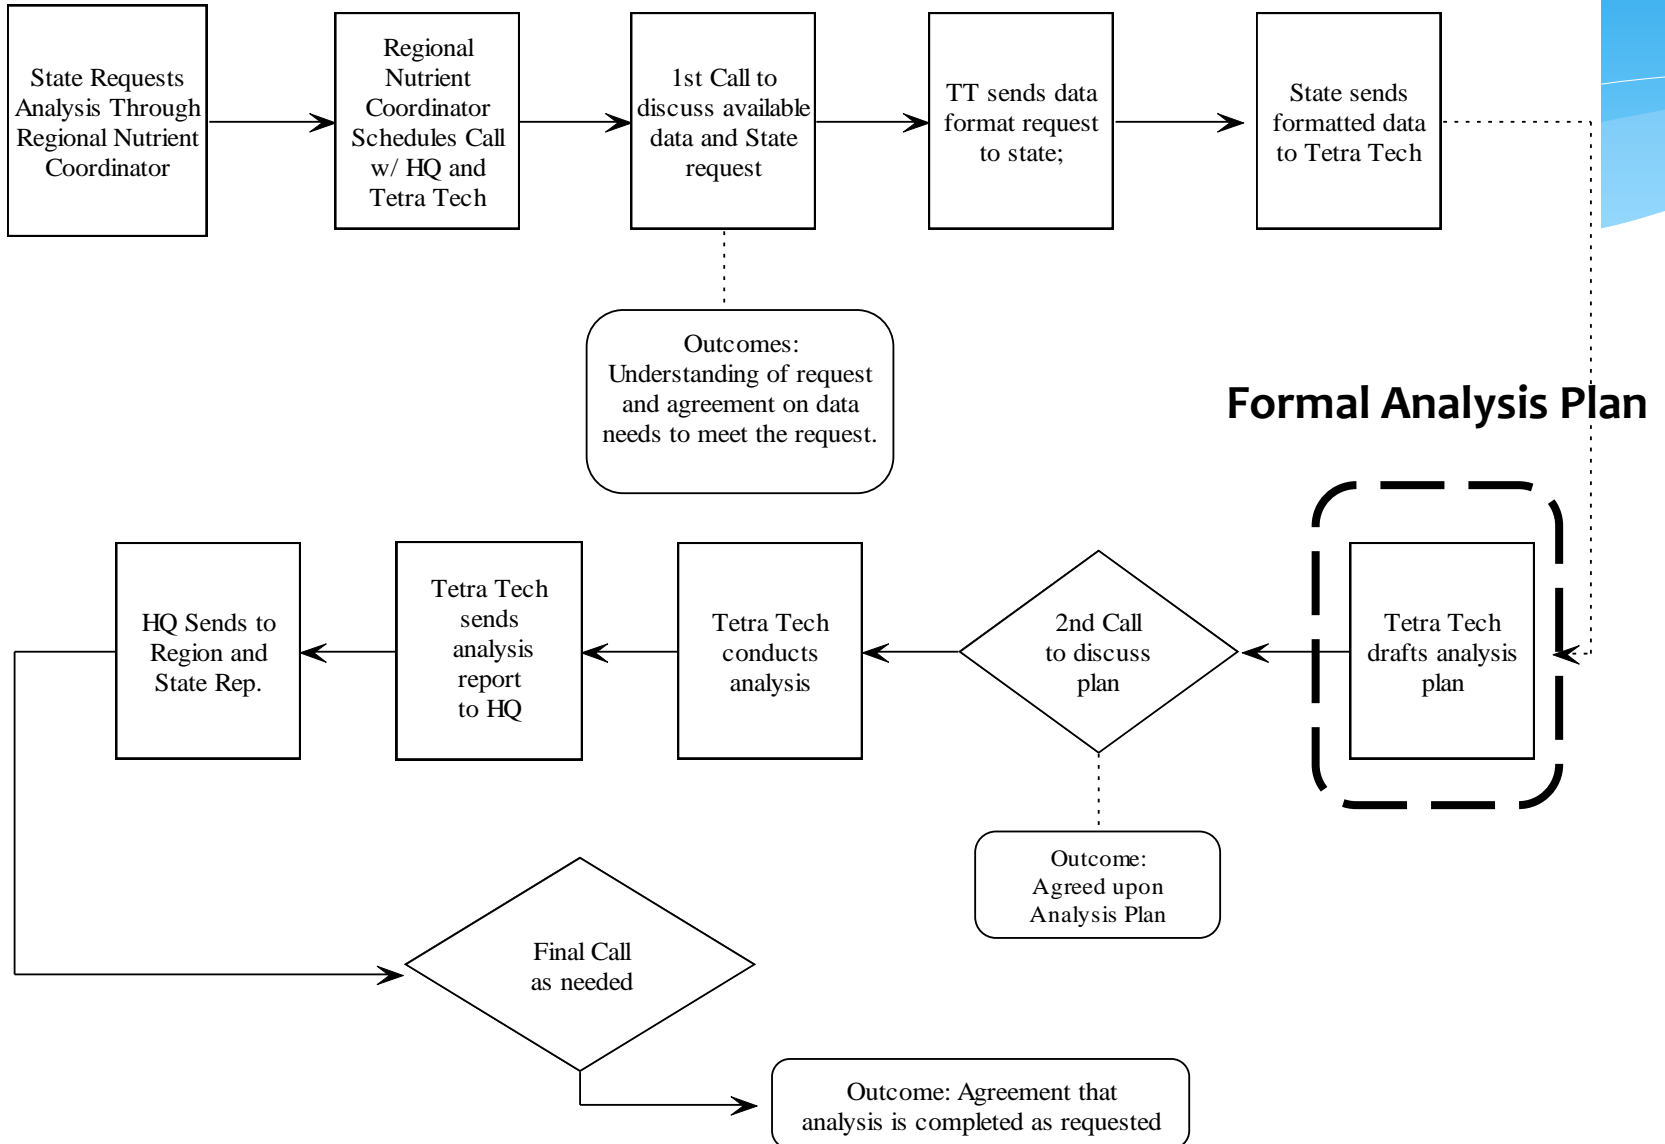 State Requests
Analysis Through
Regional Nutrient
Coordinator
Regional
Nutrient
Coordinator
Schedules Call
w/ HQ and
Tetra Tech
1st Call to
discuss available
data and State
request
TT sends data
format request
to state;
State sends
formatted data
to Tetra Tech
Outcomes:
Understanding of request
and agreement on data
needs to meet the request.
Formal Analysis Plan
HQ Sends to
Region and
State Rep.
Tetra Tech
sends
analysis
report
to HQ
Tetra Tech
conducts
analysis
2nd Call
to discuss
plan
Tetra Tech
drafts analysis
plan
Outcome:
Agreed upon
Analysis Plan
Final Call
as needed
Outcome: Agreement that
analysis is completed as requested